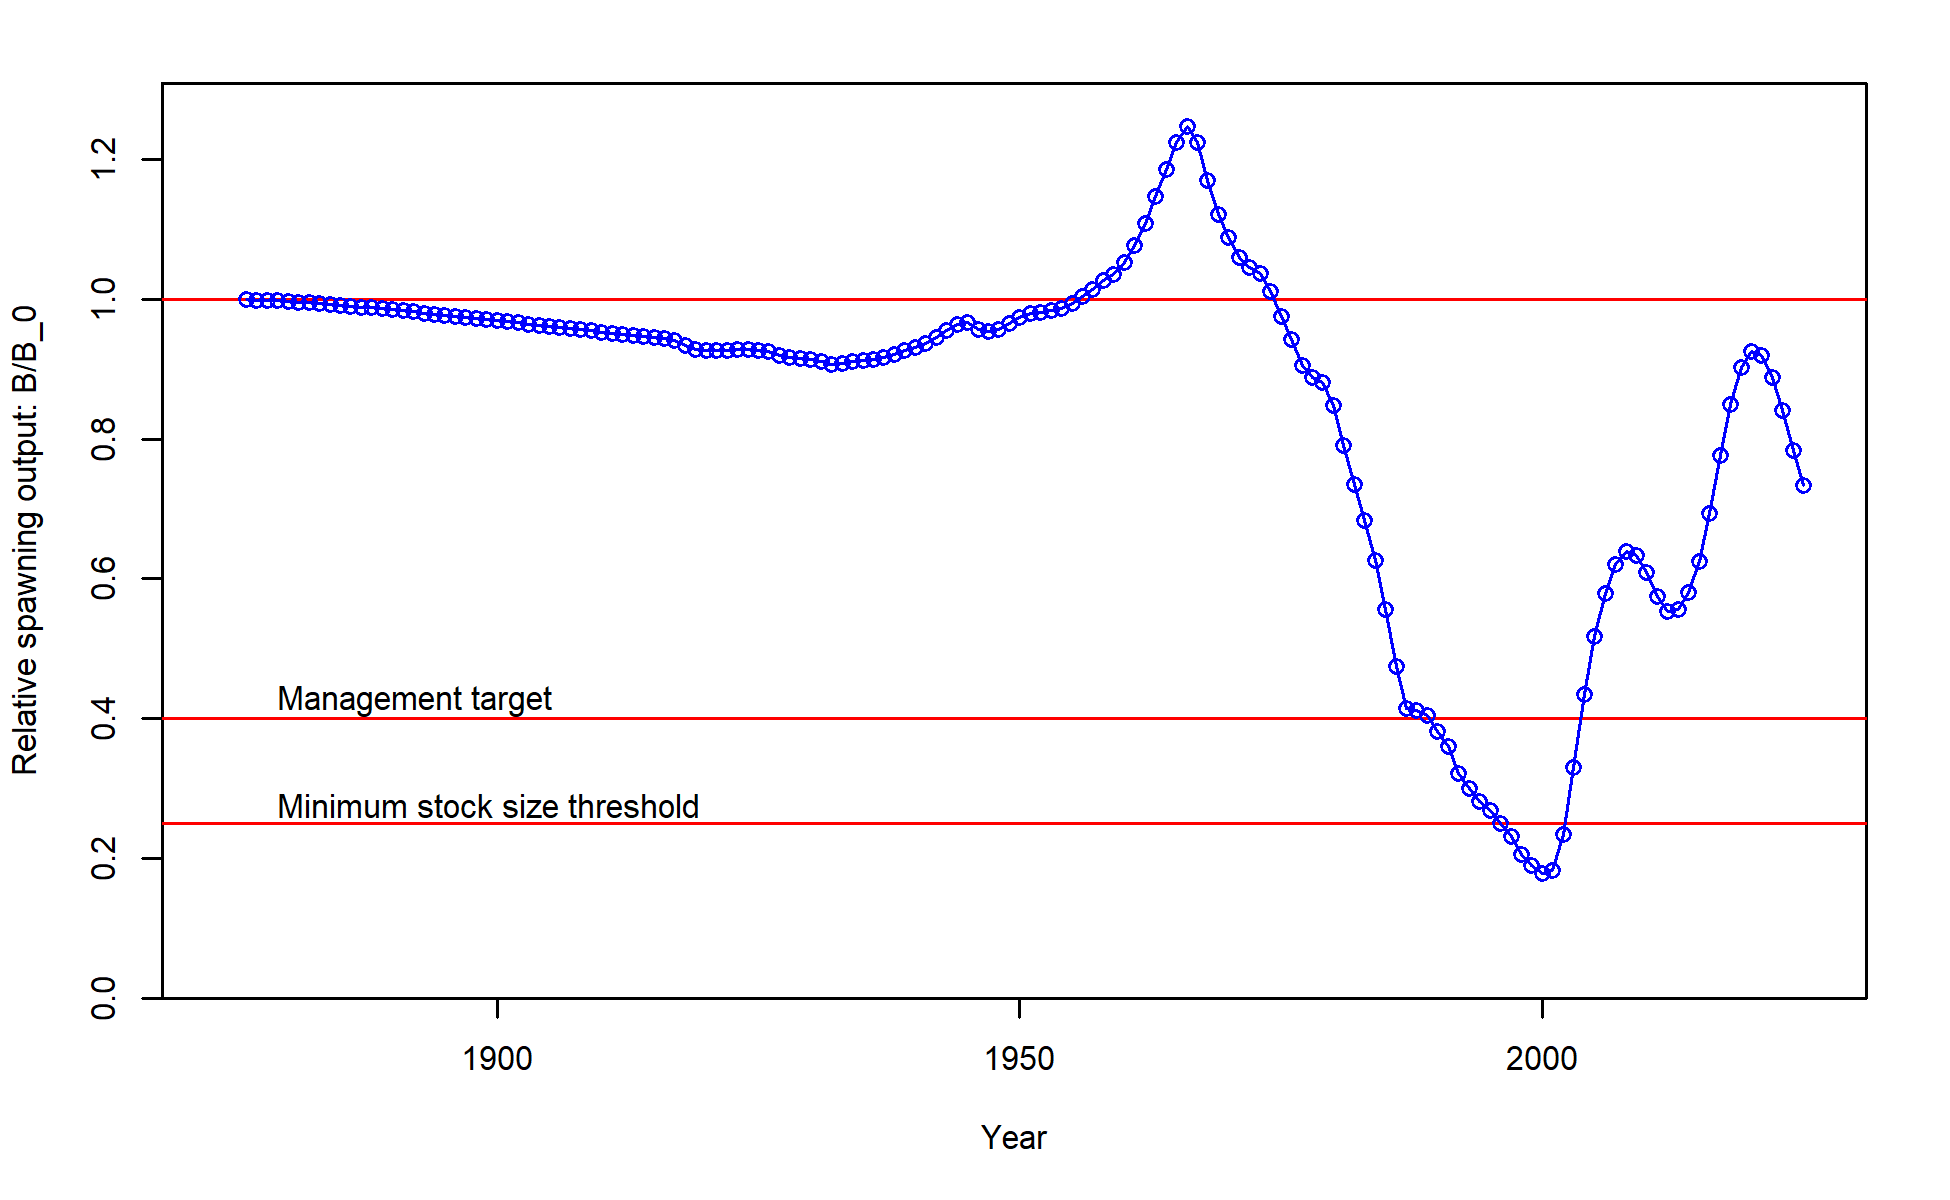 Relative spawning output: B/B_0
1.2
1.0
0.8
0.6
0.4
0.2
0.0
Management target
Minimum stock size threshold
1900 1950 2000
Year